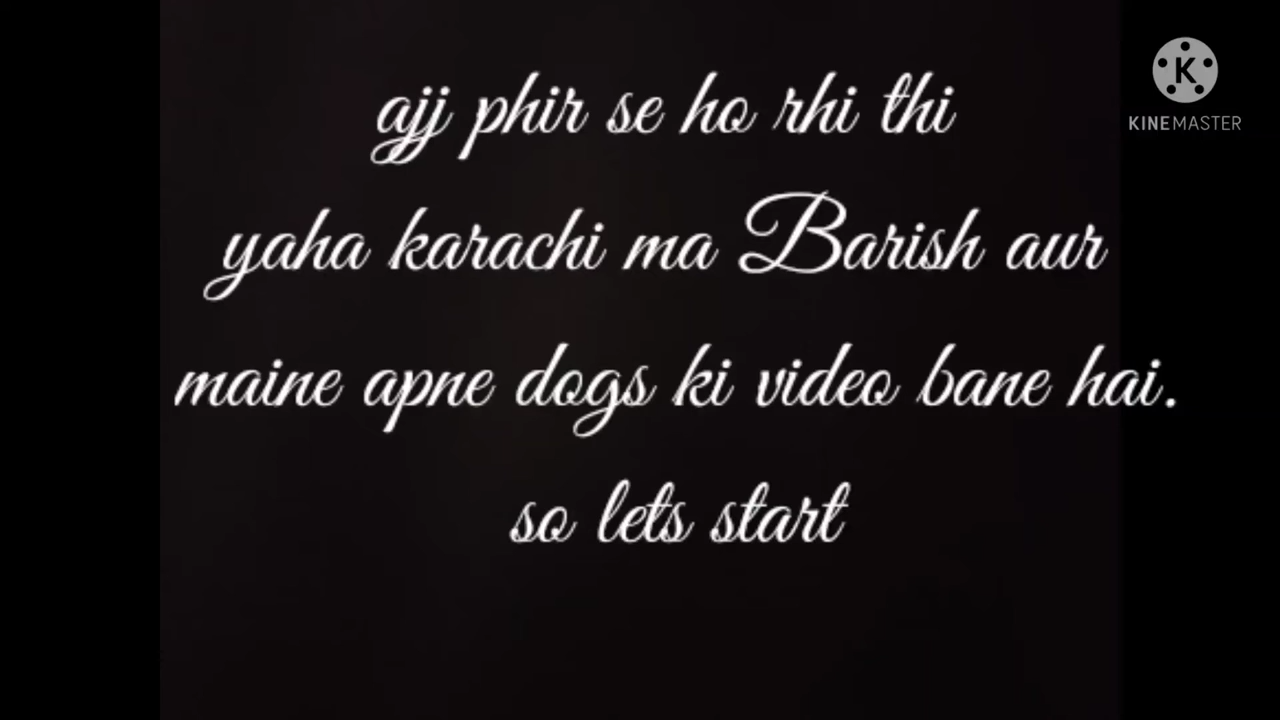 ajj phir se ho rhi thi
yaha karachi ma Barish aur
maine apne dogs ki video bane hai.
so lets start
KINEMASTER